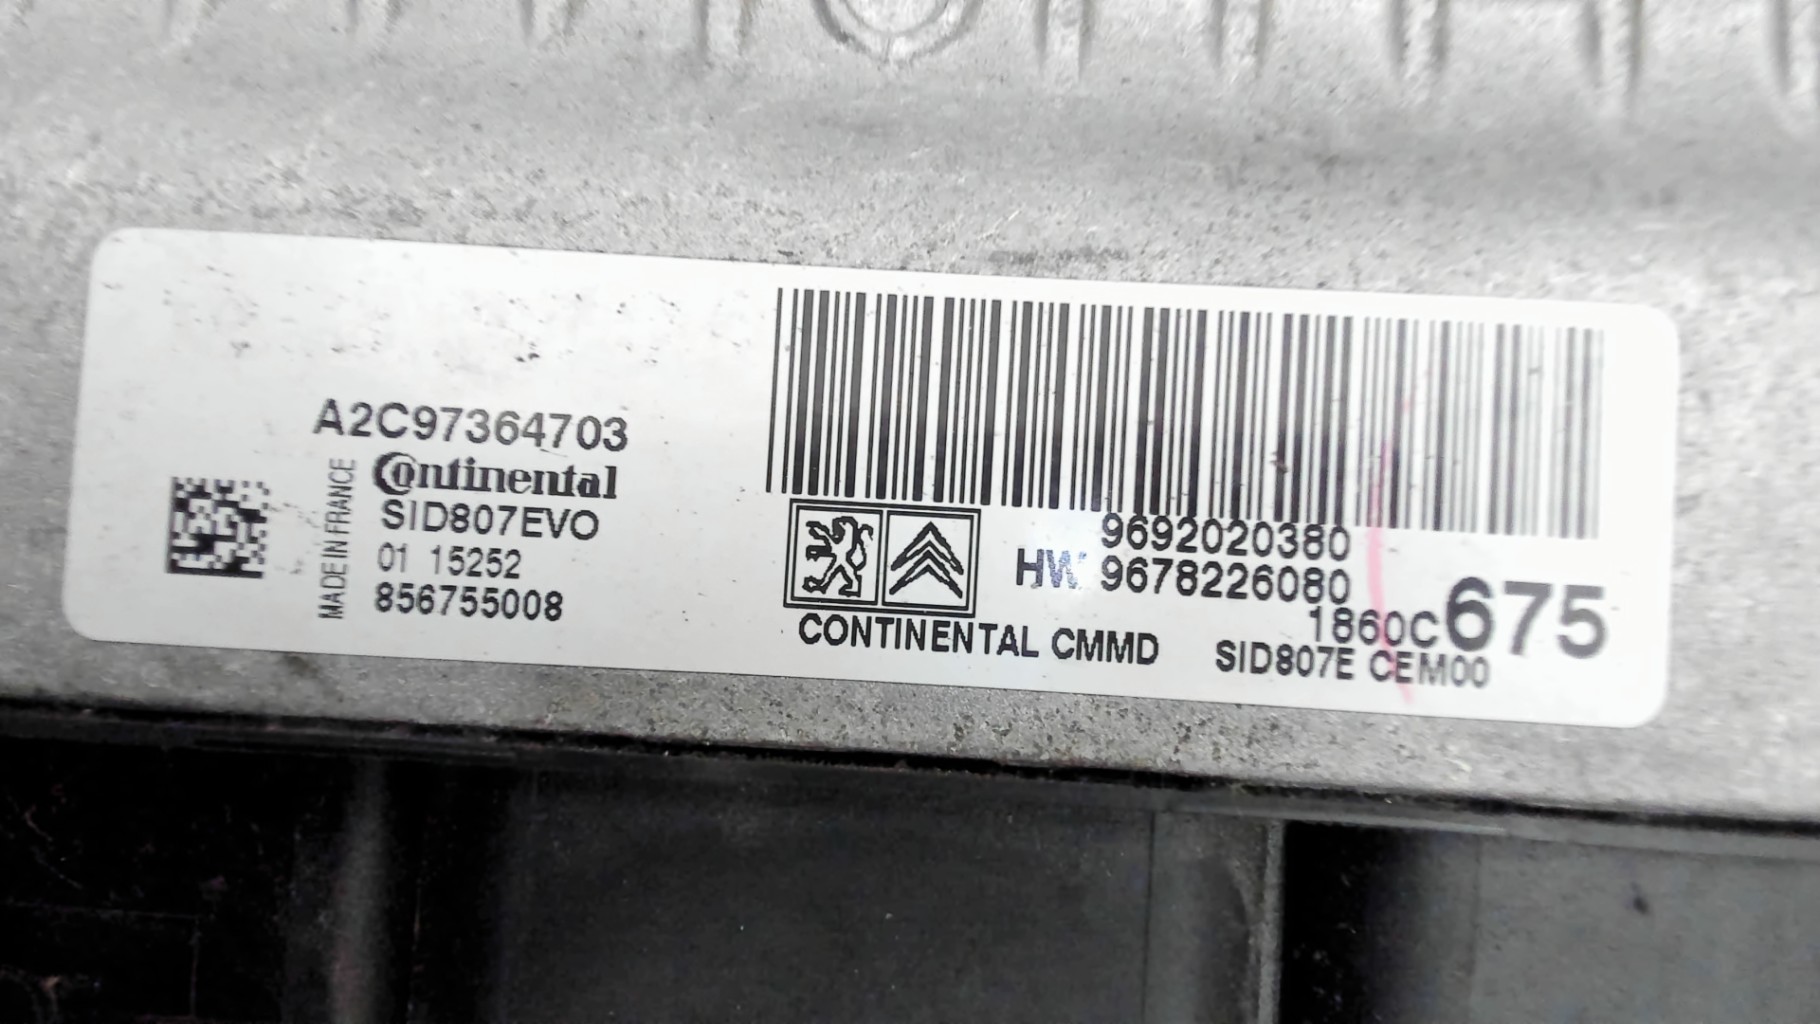 A2C97364703
Continental
SID807EVO
01 15252
856755008
MADE IN FRANCE
9692020380
HW 9678226080
1860C675
CONTINENTAL CMMD SID807E CEM00